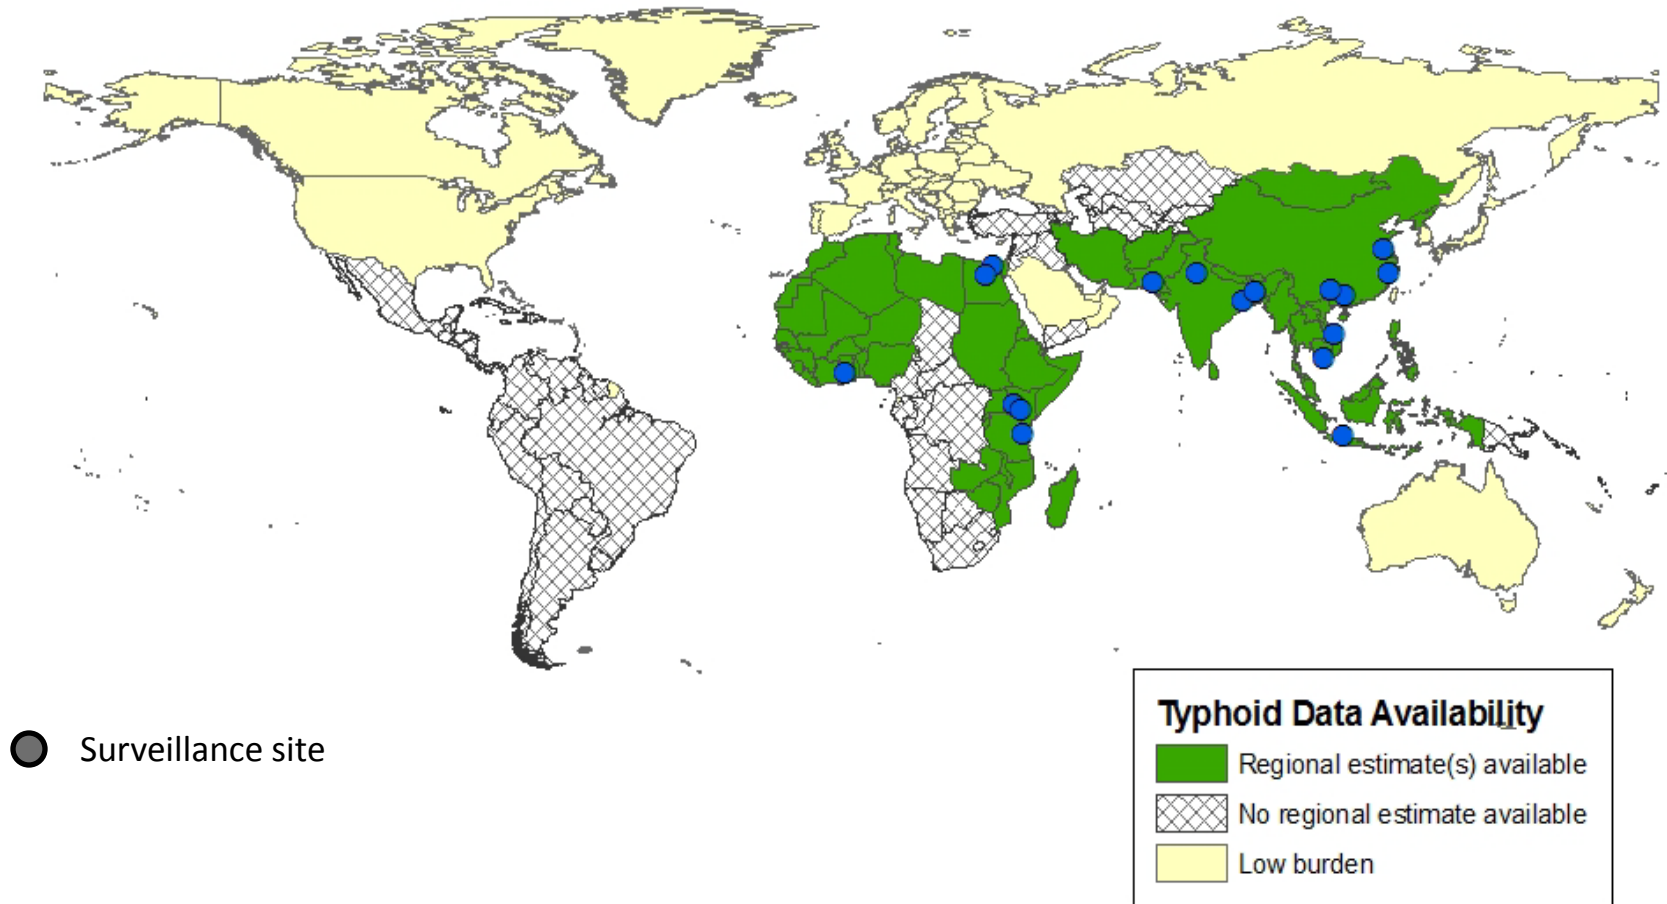 Surveillance site
Typhoid Data Availability
Regional estimate(s) available
No regional estimate available
Low burden